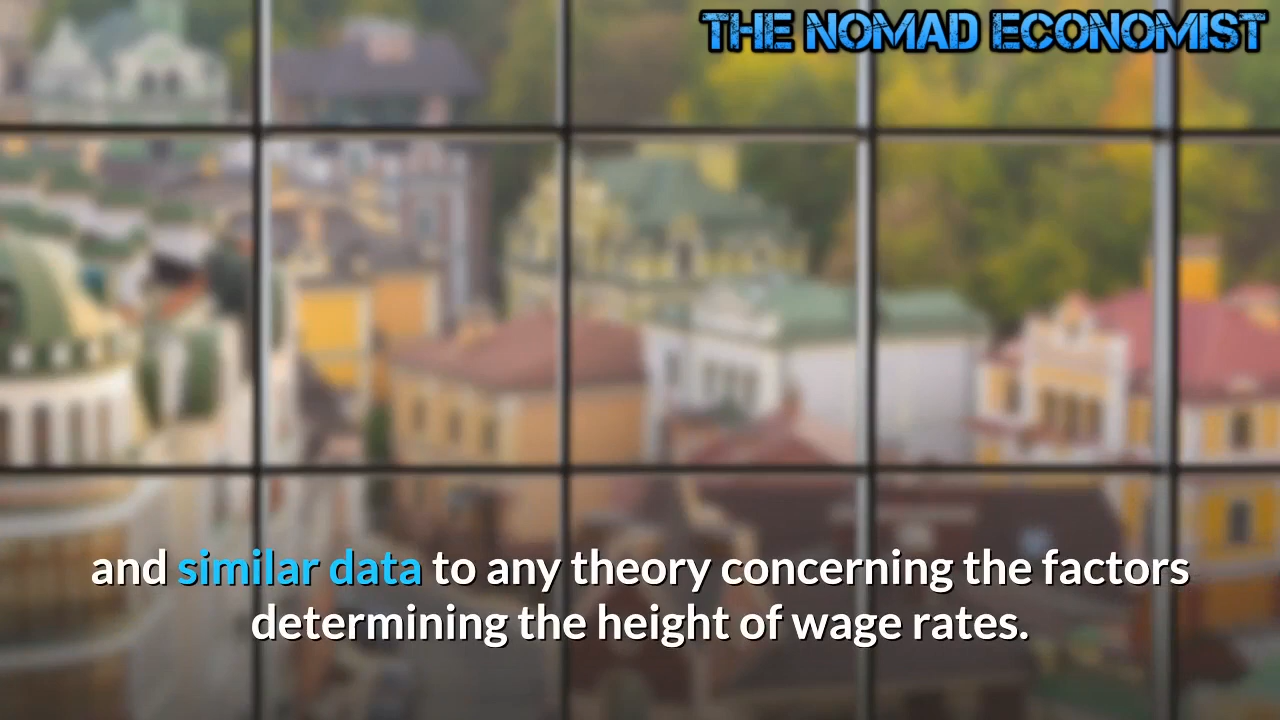 THE NOMAD ECONOMIST
and similar data to any theory concerning the factors
determining the height of wage rates.